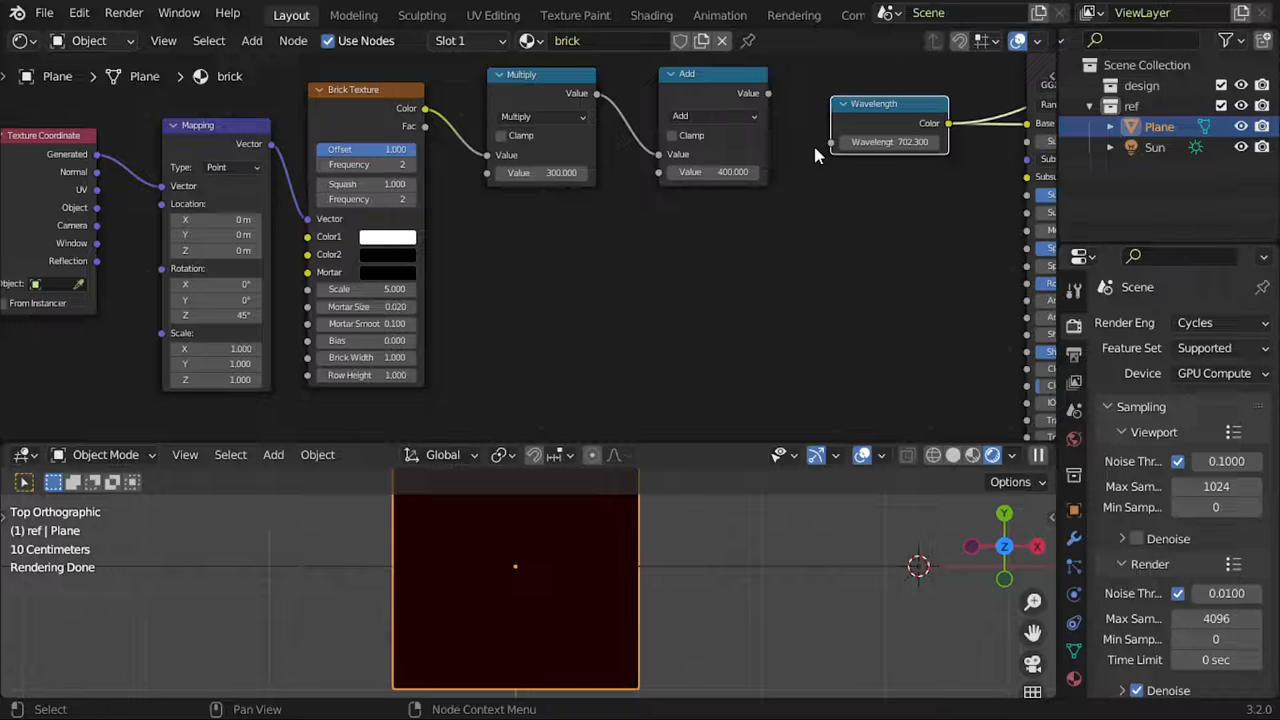 File Edit Render Window Help Layout Modeling Sculpting UV Editing Texture Paint Shading Animation Rendering Scene ViewLayer
Object View Select Add Node Use Nodes Slot 1 brick
Plane Plane brick
Scene Collection
design
ref
Plane
Sun
Texture Coordinate
Generated
Normal
UV
Object
Camera
Window
Reflection
From Instancer
Mapping
Vector
Type: Point
Vector
Location:
X 0 m
Y 0 m
Z 0 m
Rotation:
X 0°
Y 0°
Z 45°
Scale:
X 1.000
Y 1.000
Z 1.000
Brick Texture
Color
Fac
Offset 1.000
Frequency 2
Squash 1.000
Frequency 2
Vector
Color1
Color2
Mortar
Scale 5.000
Mortar Size 0.020
Mortar Smoot 0.100
Bias 0.000
Brick Width 1.000
Row Height 1.000
Multiply
Value
Multiply
Clamp
Value
Value 300.000
Add
Value
Add
Clamp
Value
Value 400.000
Wavelength
Color
Wavelengt 702.300
Scene
Render Eng Cycles
Feature Set Supported
Device GPU Compute
Sampling
Viewport
Noise Thr... 0.1000
Max Sam... 1024
Min Samp... 0
Denoise
Render
Noise Thr... 0.0100
Max Sam... 4096
Min Samp... 0
Time Limit 0 sec
Denoise
Object Mode View Select Add Object Global
Options
Top Orthographic
(1) ref | Plane
10 Centimeters
Rendering Done
Y
Z
X
Select Pan View Node Context Menu 3.2.0